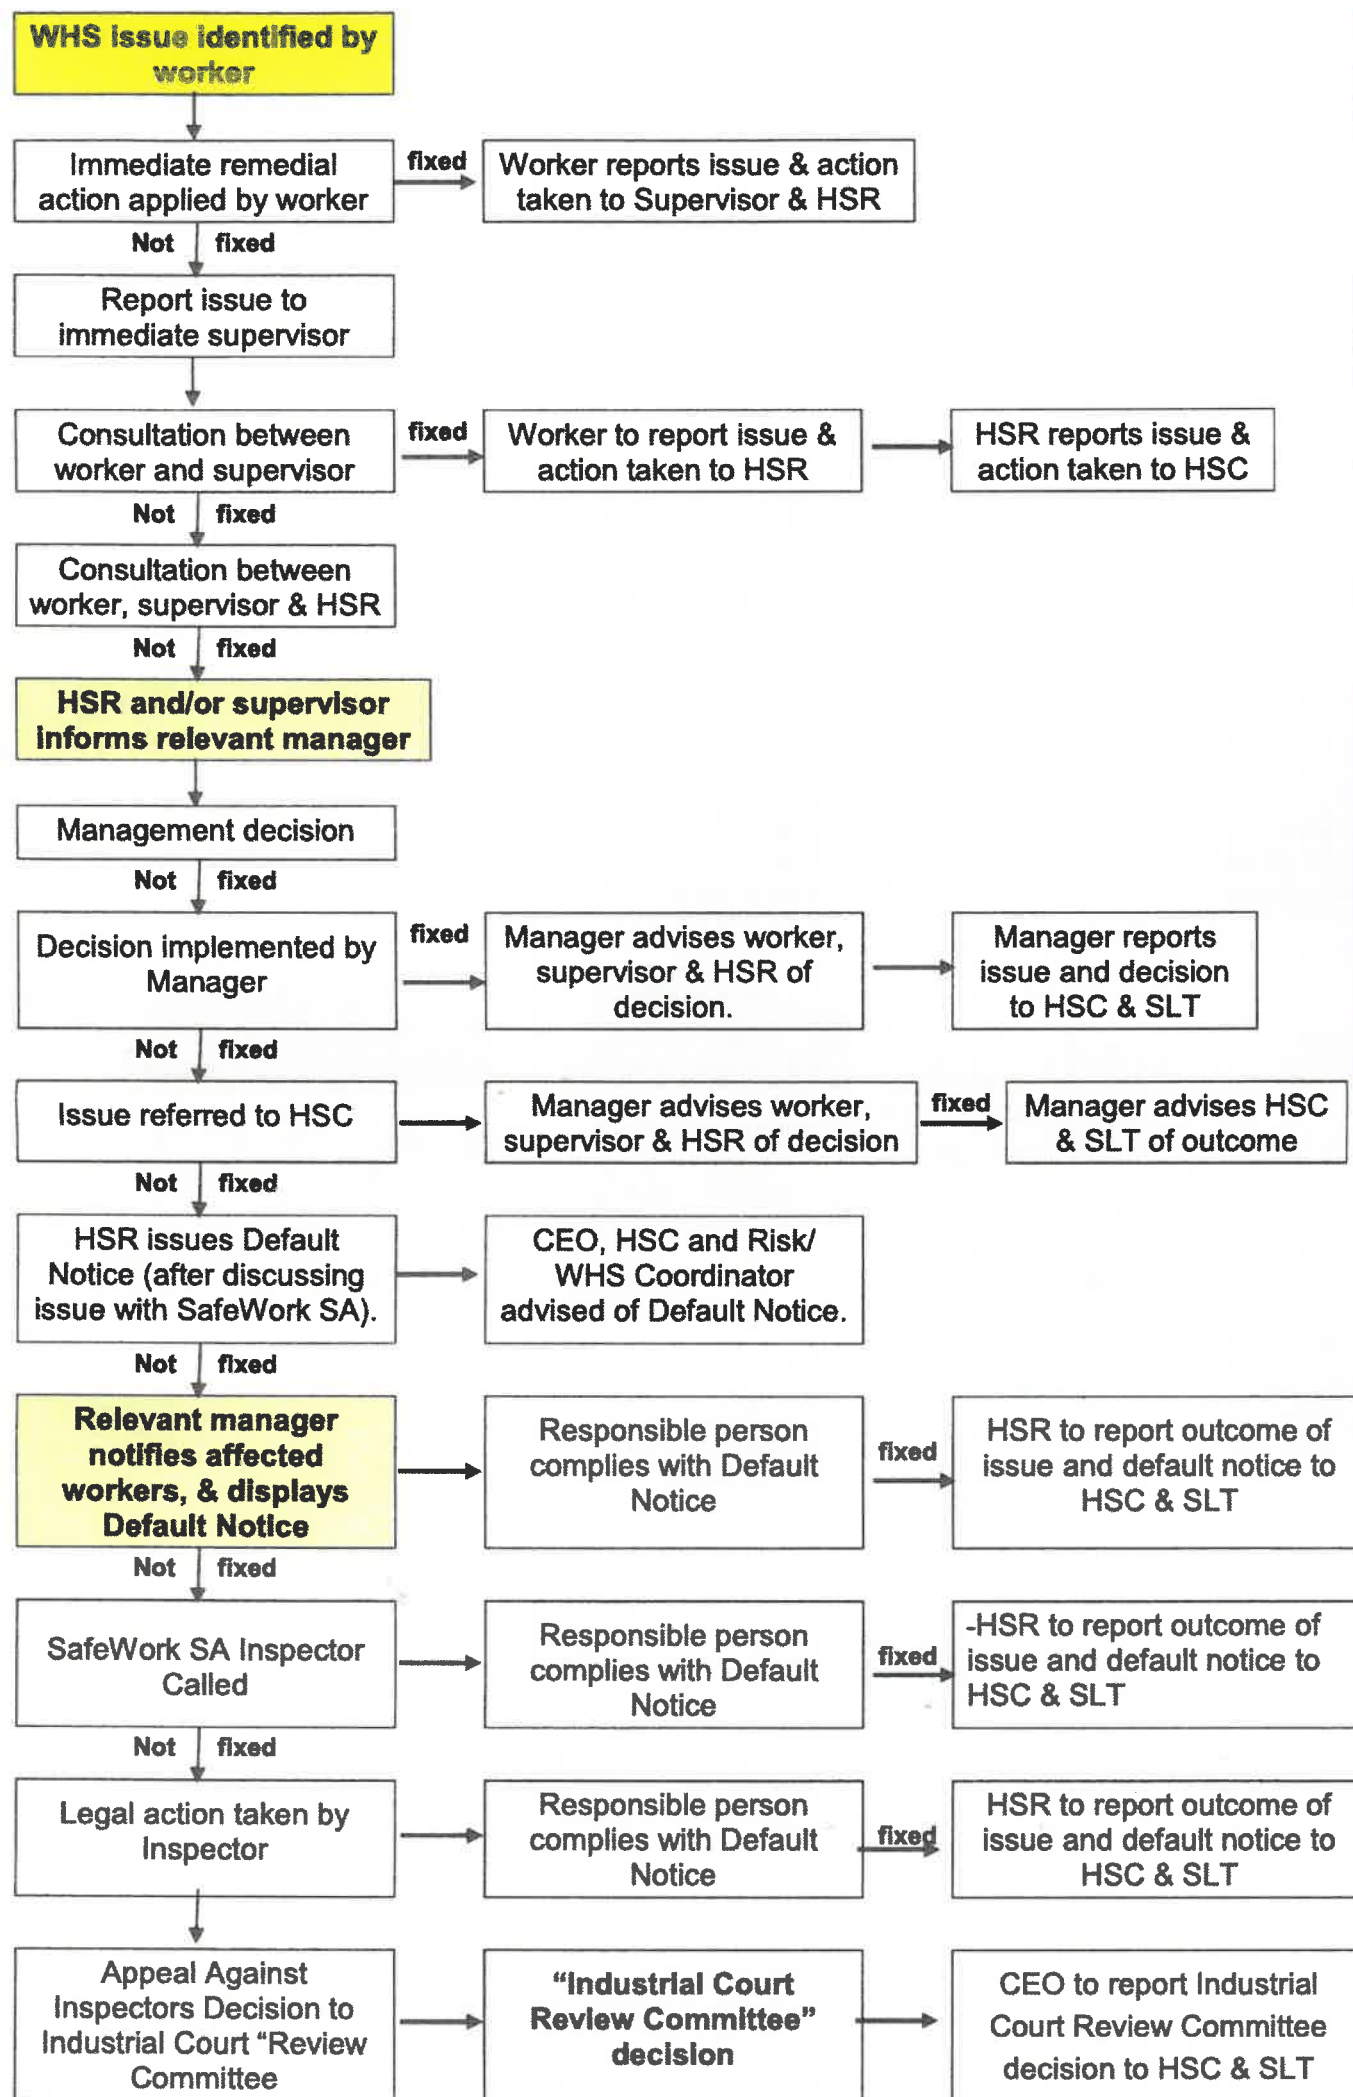 WHS issue identified by
worker
Immediate remedial
action applied by worker
fixed
Worker reports issue & action
taken to Supervisor & HSR
Not fixed
Report issue to
immediate supervisor
Consultation between
worker and supervisor
fixed
Worker to report issue &
action taken to HSR
HSR reports issue &
action taken to HSC
Not fixed
Consultation between
worker, supervisor & HSR
Not fixed
HSR and/or supervisor
informs relevant manager
Management decision
Not fixed
Decision implemented by
Manager
fixed
Manager advises worker,
supervisor & HSR of
decision.
Manager reports
issue and decision
to HSC & SLT
Not fixed
Issue referred to HSC
Manager advises worker,
supervisor & HSR of decision
fixed
Manager advises HSC
& SLT of outcome
Not fixed
HSR issues Default
Notice (after discussing
issue with SafeWork SA).
CEO, HSC and Risk/
WHS Coordinator
advised of Default Notice.
Not fixed
Relevant manager
notifies affected
workers, & displays
Default Notice
Responsible person
complies with Default
Notice
fixed
HSR to report outcome of
issue and default notice to
HSC & SLT
Not fixed
SafeWork SA Inspector
Called
Responsible person
complies with Default
Notice
fixed
-HSR to report outcome of
issue and default notice to
HSC & SLT
Not fixed
Legal action taken by
Inspector
Responsible person
complies with Default
Notice
fixed
HSR to report outcome of
issue and default notice to
HSC & SLT
Appeal Against
Inspectors Decision to
Industrial Court “Review
Committee
“Industrial Court
Review Committee”
decision
CEO to report Industrial
Court Review Committee
decision to HSC & SLT